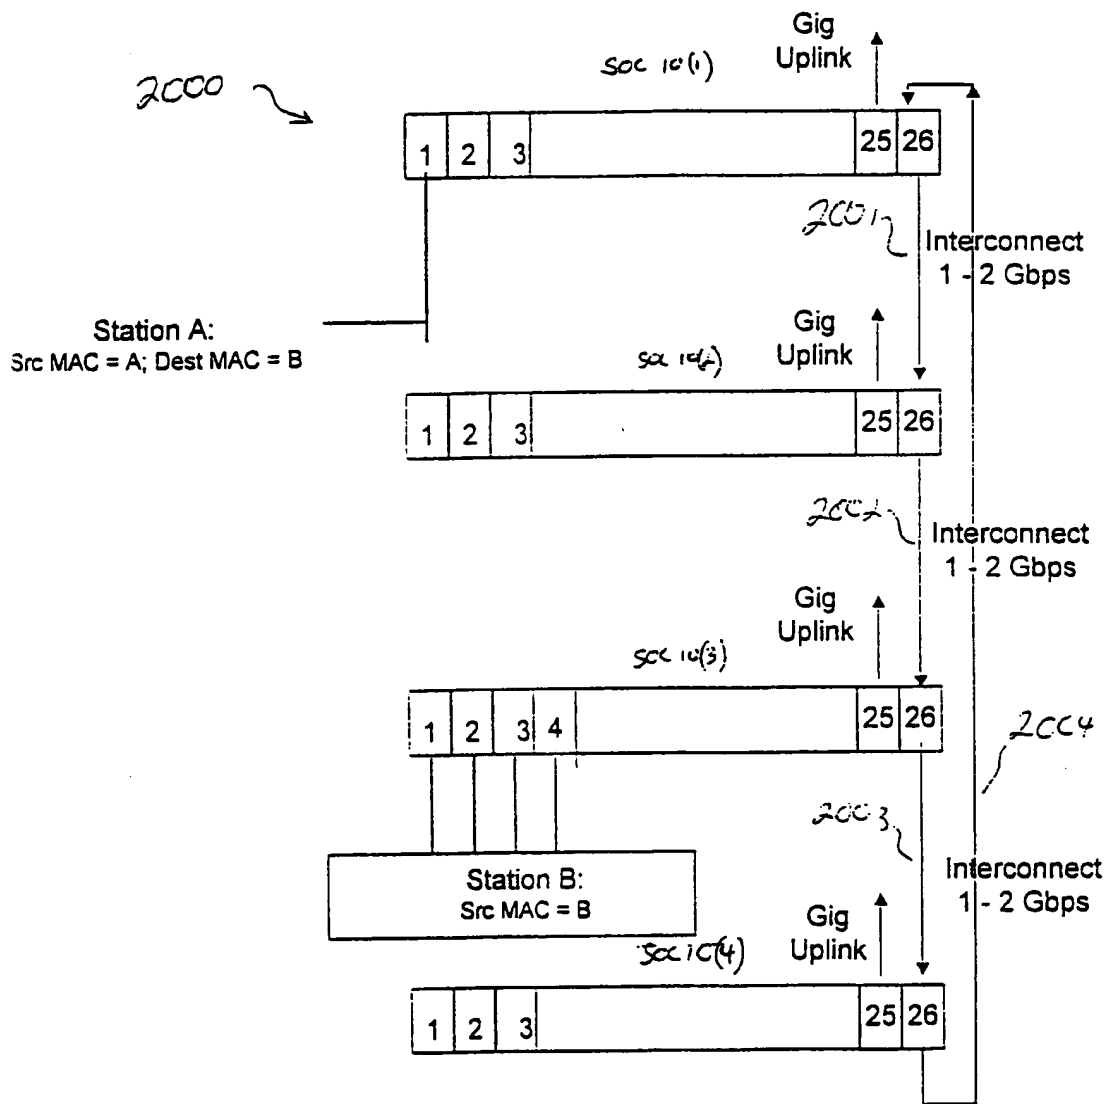 Gig
Uplink
SOC 10(1)
2000
1 2 3 25 26
2001
Interconnect
1 - 2 Gbps
Station A:
Src MAC = A; Dest MAC = B
Gig
Uplink
SOC 10(2)
1 2 3 25 26
2002
Interconnect
1 - 2 Gbps
Gig
Uplink
SOC 10(3)
1 2 3 4 25 26
2004
2003
Station B:
Src MAC = B
Interconnect
1 - 2 Gbps
Gig
Uplink
SOC 10(4)
1 2 3 25 26